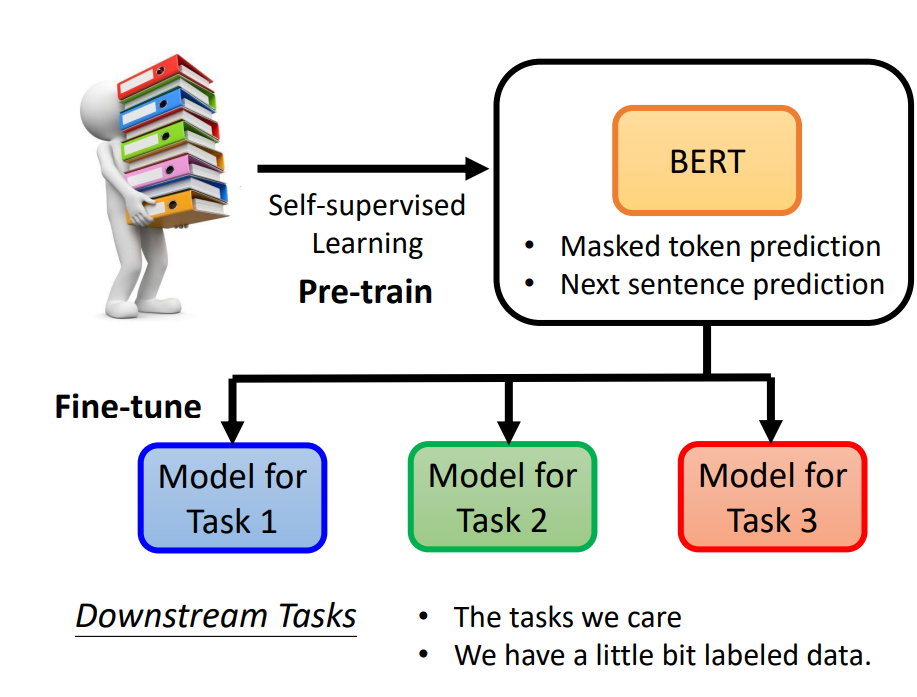 BERT
Self-supervised
Learning
Pre-train
• Masked token prediction
• Next sentence prediction
Fine-tune
Model for
Task 1
Model for
Task 2
Model for
Task 3
Downstream Tasks
• The tasks we care
• We have a little bit labeled data.